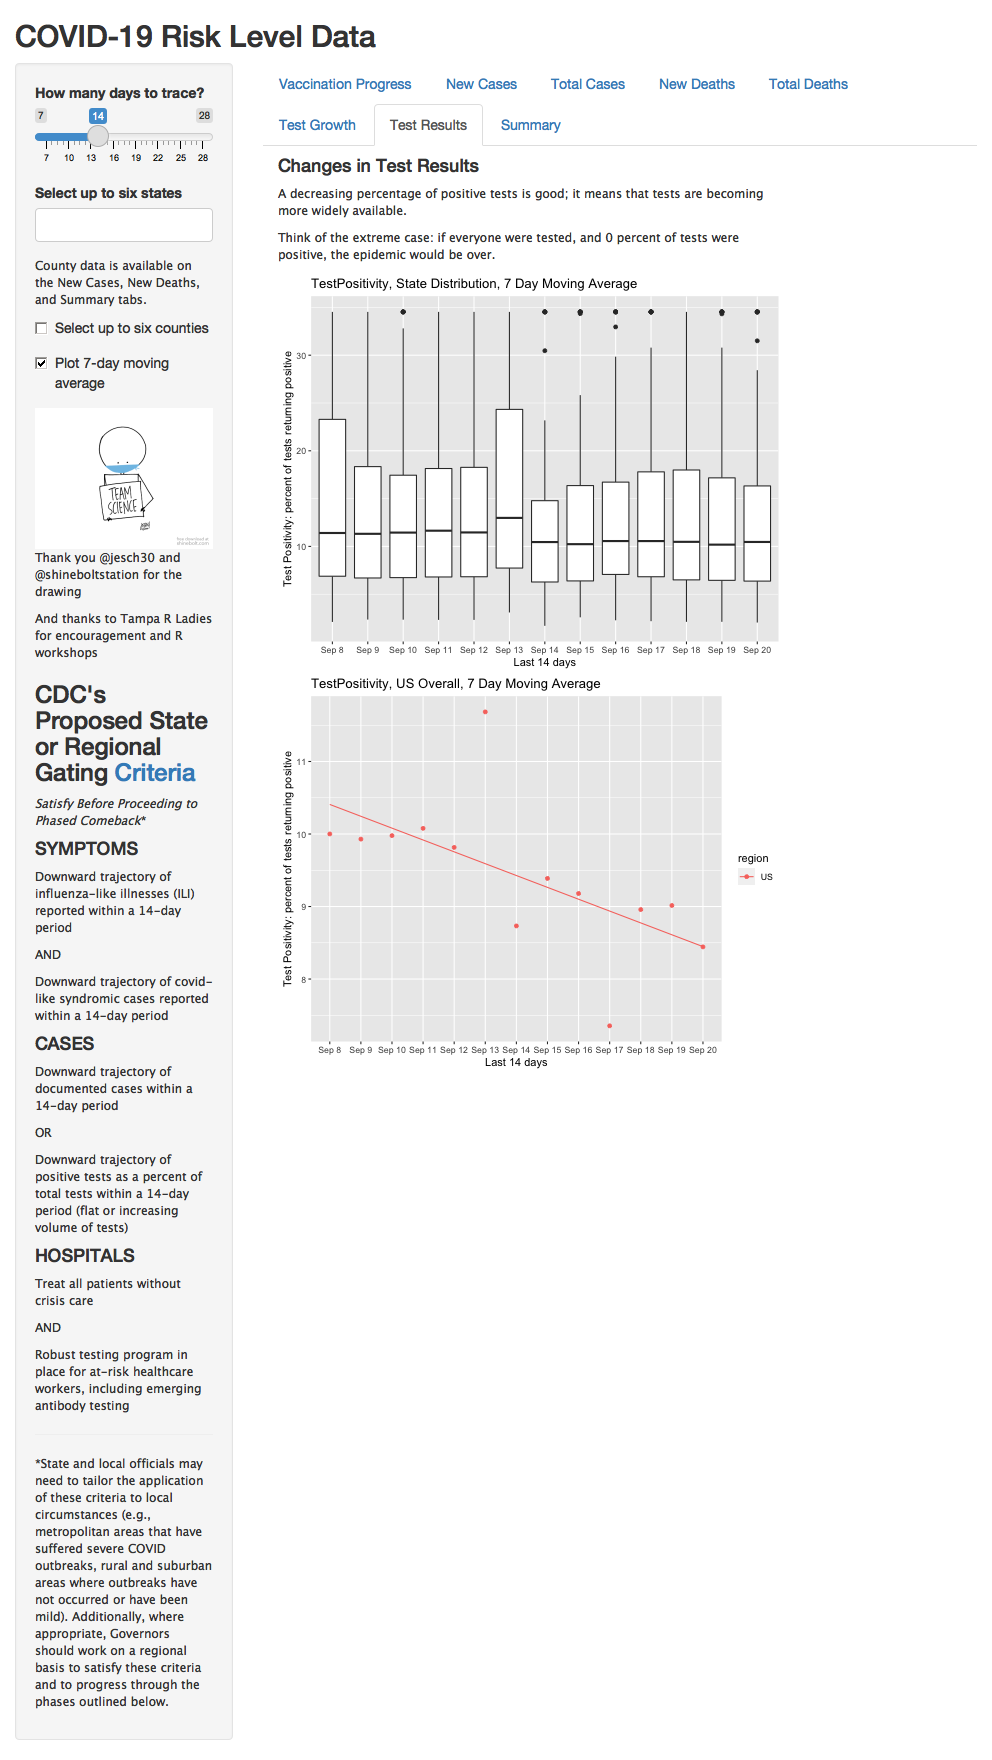 COVID-19 Risk Level Data
How many days to trace?
7 14 28
7 10 13 16 19 22 25 28
Select up to six states
County data is available on
the New Cases, New Deaths,
and Summary tabs.
Select up to six counties
Plot 7-day moving
average
TEAM
SCIENCE
free download at
shinebolt.com
Thank you @jesch30 and
@shineboltstation for the
drawing
And thanks to Tampa R Ladies
for encouragement and R
workshops
CDC's
Proposed State
or Regional
Gating Criteria
Satisfy Before Proceeding to
Phased Comeback*
SYMPTOMS
Downward trajectory of
influenza-like illnesses (ILI)
reported within a 14-day
period
AND
Downward trajectory of covid-
like syndromic cases reported
within a 14-day period
CASES
Downward trajectory of
documented cases within a
14-day period
OR
Downward trajectory of
positive tests as a percent of
total tests within a 14-day
period (flat or increasing
volume of tests)
HOSPITALS
Treat all patients without
crisis care
AND
Robust testing program in
place for at-risk healthcare
workers, including emerging
antibody testing
*State and local officials may
need to tailor the application
of these criteria to local
circumstances (e.g.,
metropolitan areas that have
suffered severe COVID
outbreaks, rural and suburban
areas where outbreaks have
not occurred or have been
mild). Additionally, where
appropriate, Governors
should work on a regional
basis to satisfy these criteria
and to progress through the
phases outlined below.
Vaccination Progress New Cases Total Cases New Deaths Total Deaths
Test Growth Test Results Summary
Changes in Test Results
A decreasing percentage of positive tests is good; it means that tests are becoming
more widely available.
Think of the extreme case: if everyone were tested, and 0 percent of tests were
positive, the epidemic would be over.
TestPositivity, State Distribution, 7 Day Moving Average
Test Positivity: percent of tests returning positive
30
20
10
Sep 8 Sep 9 Sep 10 Sep 11 Sep 12 Sep 13 Sep 14 Sep 15 Sep 16 Sep 17 Sep 18 Sep 19 Sep 20
Last 14 days
TestPositivity, US Overall, 7 Day Moving Average
Test Positivity: percent of tests returning positive
11
10
9
8
Sep 8 Sep 9 Sep 10 Sep 11 Sep 12 Sep 13 Sep 14 Sep 15 Sep 16 Sep 17 Sep 18 Sep 19 Sep 20
Last 14 days
region
US